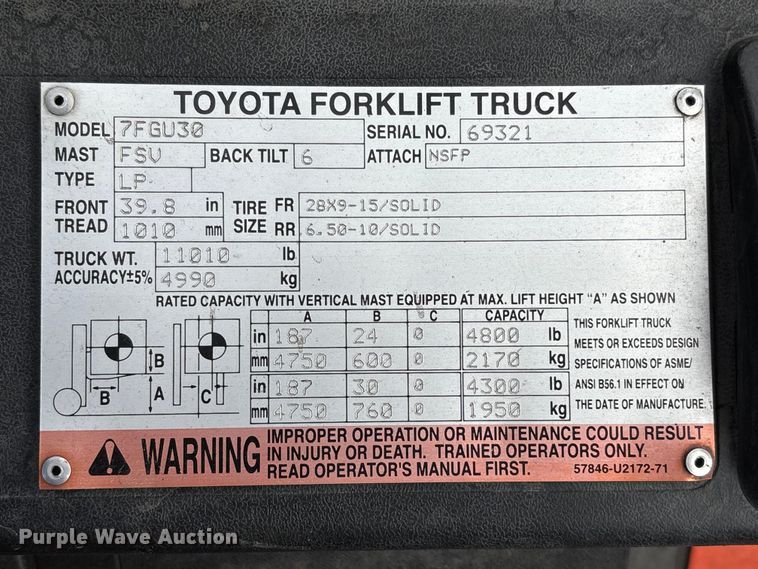 TOYOTA FORKLIFT TRUCK
MODEL 7FGU30 SERIAL NO. 69321
MAST FSV BACK TILT 6 ATTACH NSFP
TYPE LP
FRONT TREAD 39.8 in 1010 mm
TIRE SIZE FR 28X9-15/SOLID
RR 6.50-10/SOLID
TRUCK WT. 11010 lb
ACCURACY±5% 4990 kg
RATED CAPACITY WITH VERTICAL MAST EQUIPPED AT MAX. LIFT HEIGHT "A" AS SHOWN
A B C CAPACITY
in 187 24 0 4800 lb
mm 4750 600 0 2170 kg
in 187 30 0 4300 lb
mm 4750 760 0 1950 kg
B
B A C
THIS FORKLIFT TRUCK
MEETS OR EXCEEDS DESIGN
SPECIFICATIONS OF ASME/
ANSI B56.1 IN EFFECT ON
THE DATE OF MANUFACTURE.
WARNING
IMPROPER OPERATION OR MAINTENANCE COULD RESULT
IN INJURY OR DEATH. TRAINED OPERATORS ONLY.
READ OPERATOR'S MANUAL FIRST. 57846-U2172-71
Purple Wave Auction